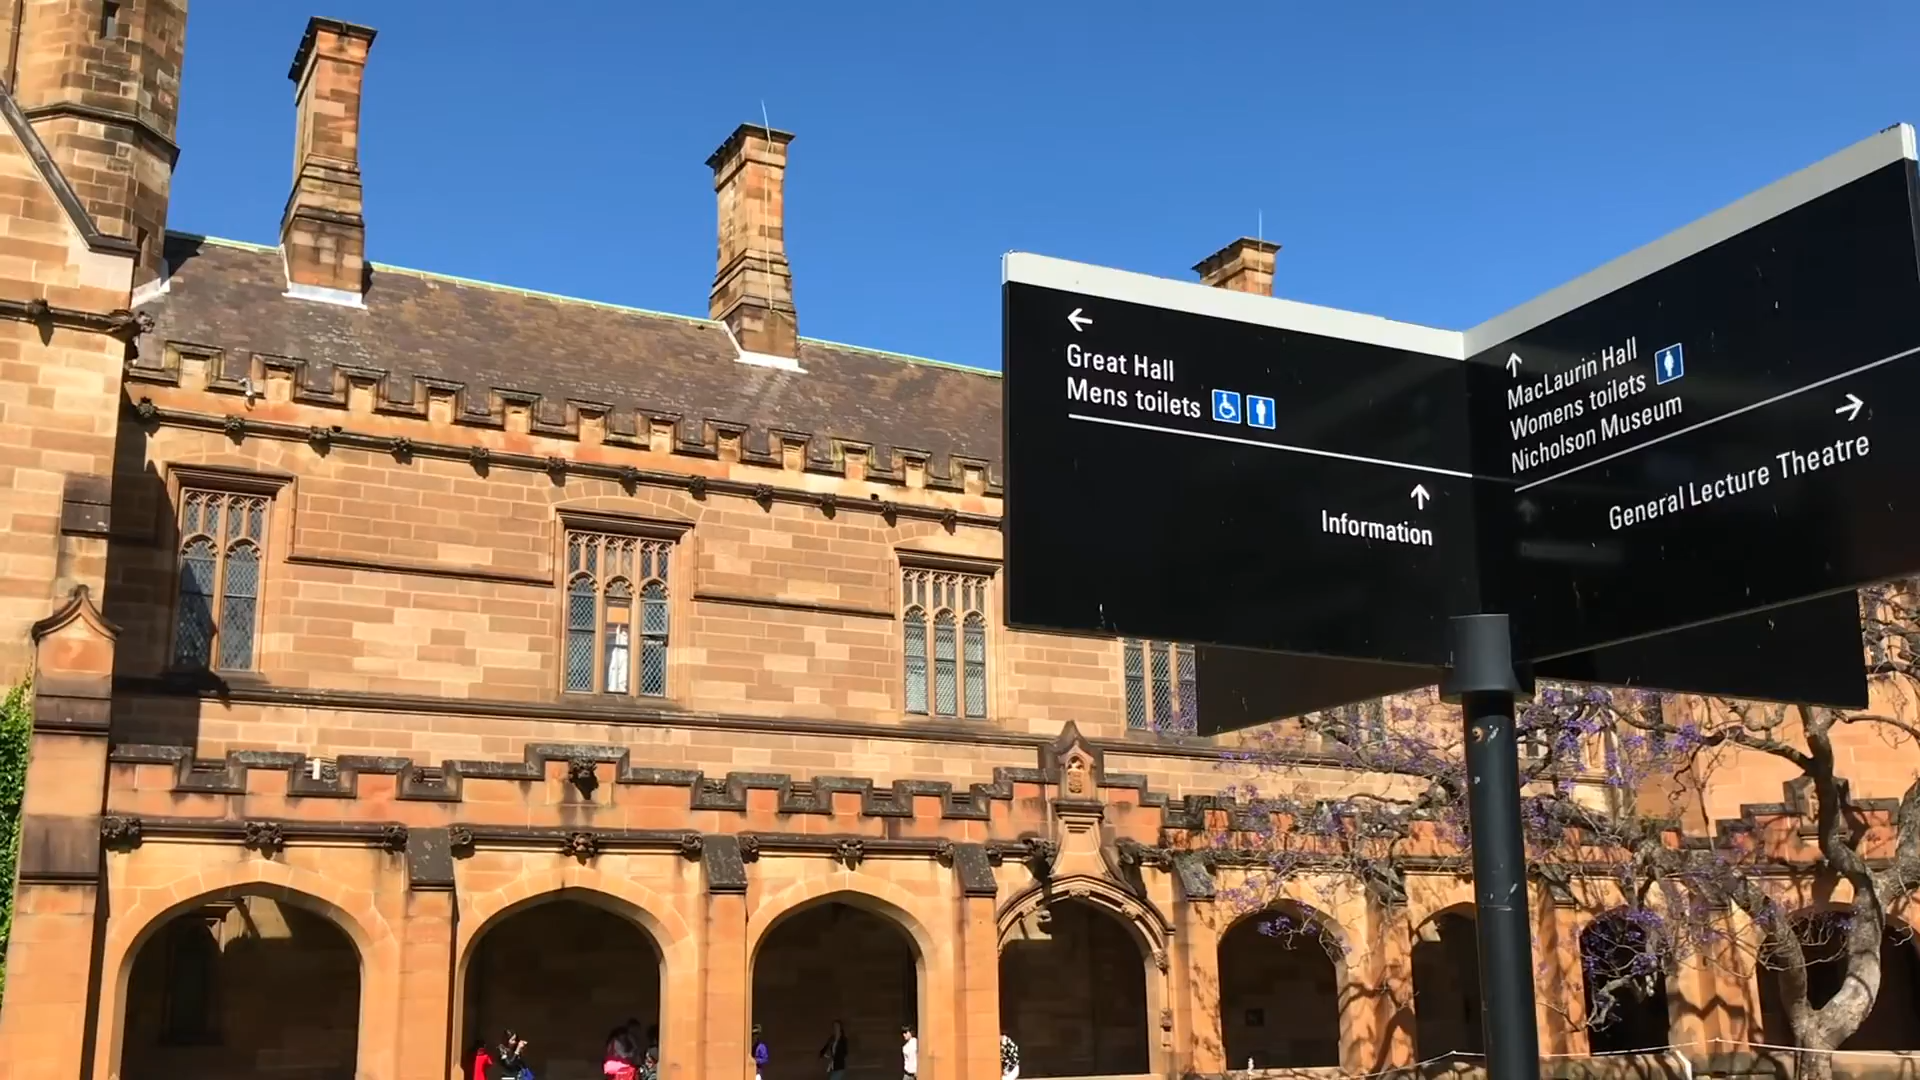 Great Hall
Mens toilets
Information
MacLaurin Hall
Womens toilets
Nicholson Museum
General Lecture Theatre